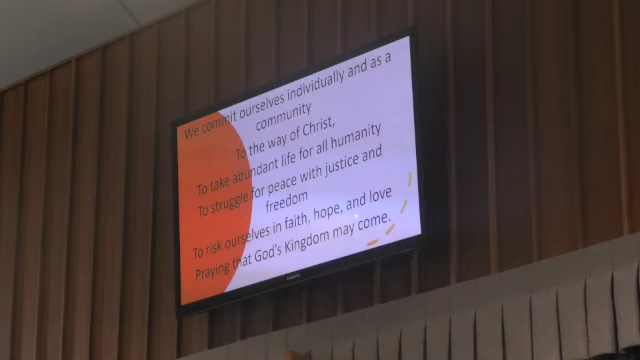 We commit ourselves individually and as a
community
To the way of Christ,
To take abundant life for all humanity
To struggle for peace with justice and
freedom
To risk ourselves in faith, hope, and love
Praying that God's Kingdom may come.